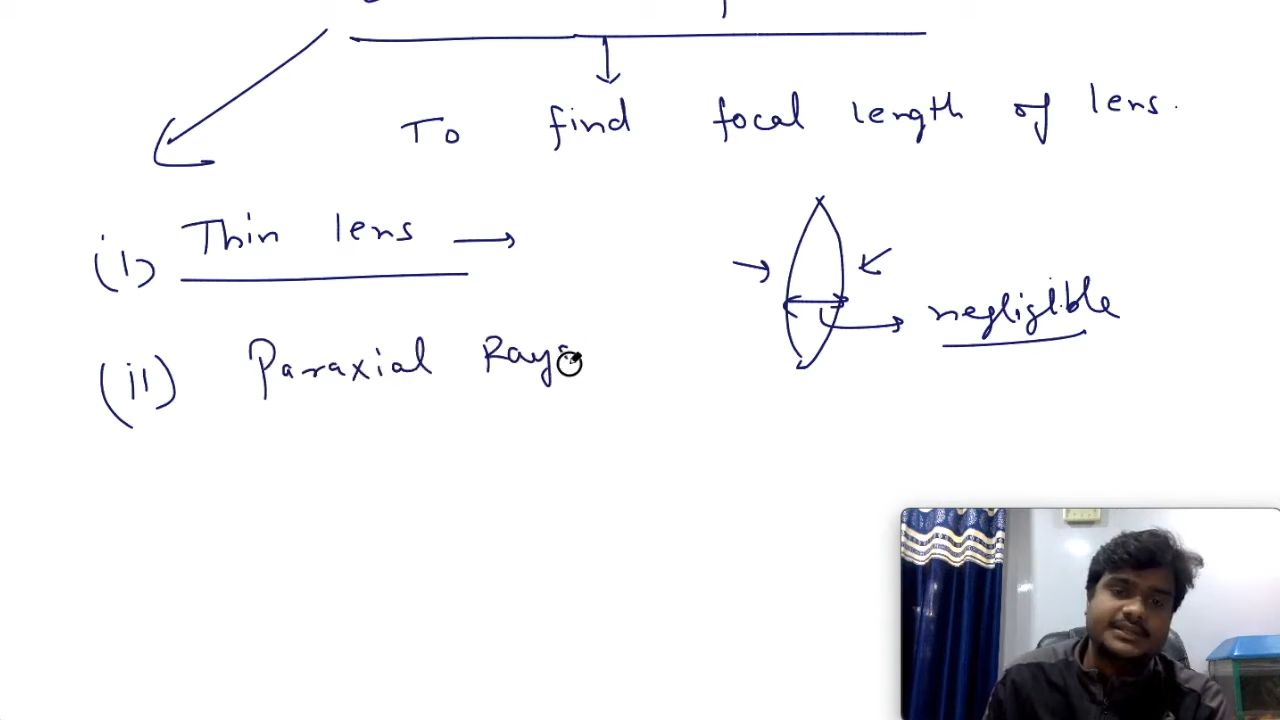 To find focal length of lens.
(i) Thin lens →
negligible
(ii) Paraxial Rays